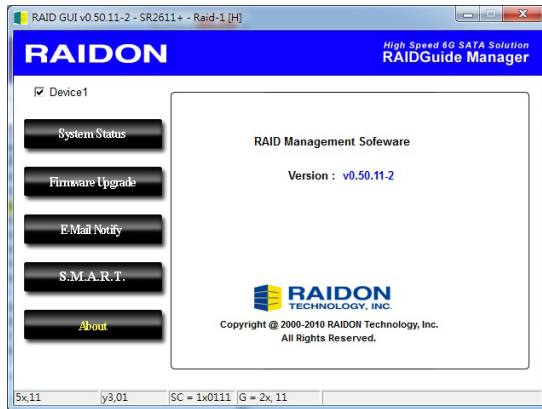 RAID GUI v0.50.11-2 - SR2611+ - Raid-1 [H]
RAIDON
High Speed 6G SATA Solution
RAIDGuide Manager
Device1
System Status
Firmware Upgrade
E-Mail Notify
S.M.A.R.T.
About
RAID Management Sofeware
Version : v0.50.11-2
RAIDON
TECHNOLOGY, INC.
Copyright @ 2000-2010 RAIDON Technology, Inc.
All Rights Reserved.
5x,11 y3,01 SC = 1x0111 G = 2x, 11